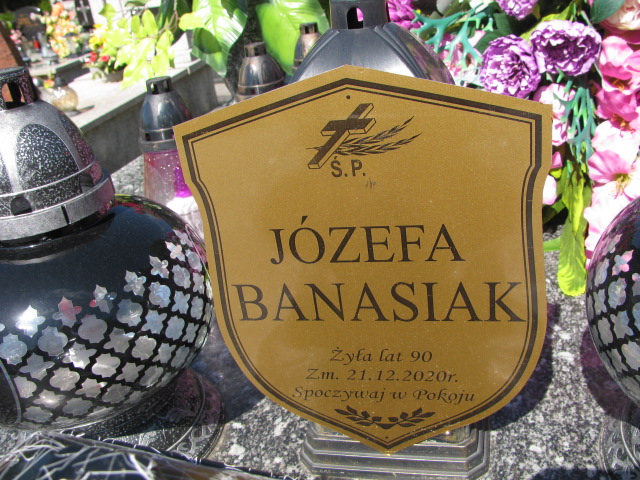 Ś.P.
JÓZEFA
BANASIAK
Żyła lat 90
Zm. 21.12.2020r.
Spoczywaj w Pokoju